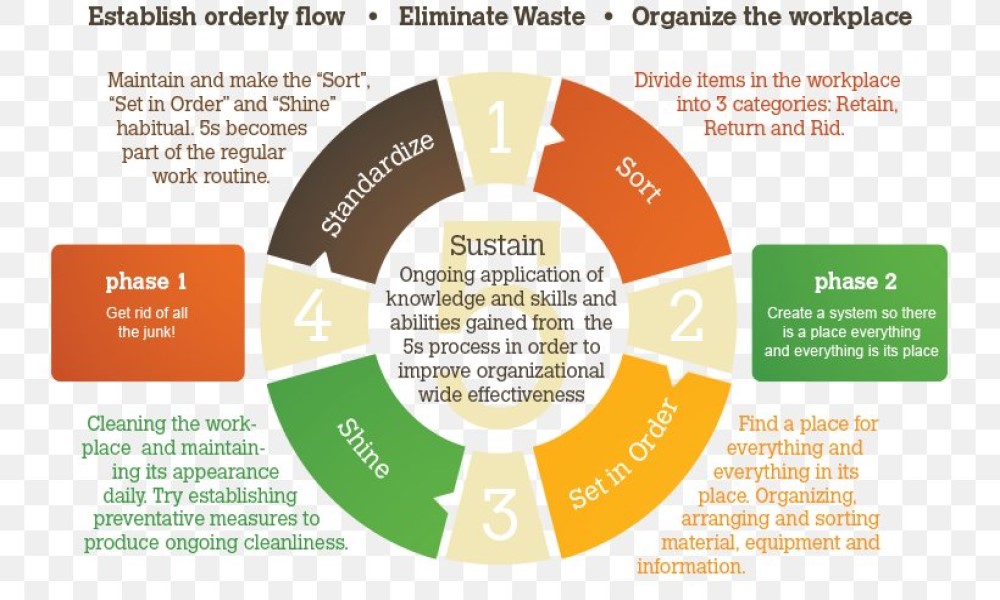 Establish orderly flow • Eliminate Waste • Organize the workplace
Maintain and make the “Sort”,
“Set in Order” and “Shine”
habitual. 5s becomes
part of the regular
work routine.
Divide items in the workplace
into 3 categories: Retain,
Return and Rid.
1
Sort
Standardize
phase 1
Get rid of all
the junk!
4
5
Sustain
Ongoing application of
knowledge and skills and
abilities gained from the
5s process in order to
improve organizational
wide effectiveness
2
phase 2
Create a system so there
is a place everything
and everything is its place
Shine
Set in Order
3
Cleaning the work-
place and maintain-
ing its appearance
daily. Try establishing
preventative measures to
produce ongoing cleanliness.
Find a place for
everything and
everything in its
place. Organizing,
arranging and sorting
material, equipment and
information.